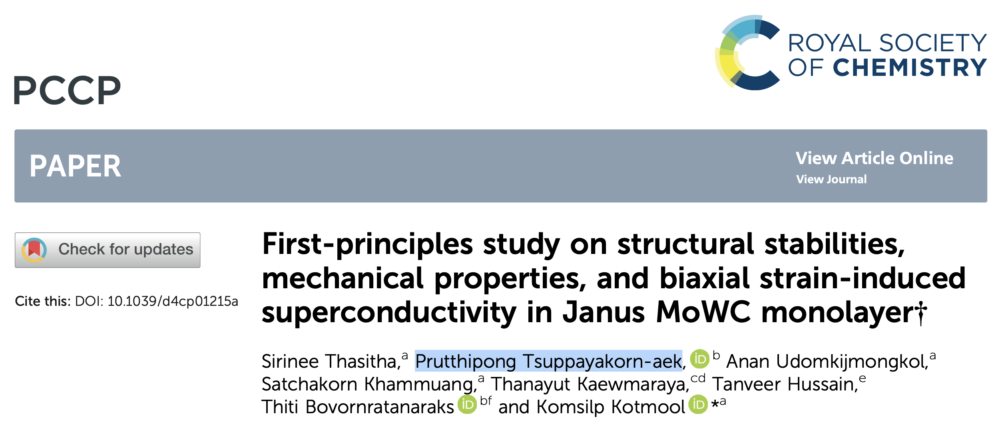 ROYAL SOCIETY
OF CHEMISTRY
PCCP
PAPER
View Article Online
View Journal
Check for updates
Cite this: DOI: 10.1039/d4cp01215a
First-principles study on structural stabilities,
mechanical properties, and biaxial strain-induced
superconductivity in Janus MoWC monolayer†
Sirinee Thasitha,ᵃ Prutthipong Tsuppayakorn-aek, iD ᵇ Anan Udomkijmongkol,ᵃ
Satchakorn Khammuang,ᵃ Thanayut Kaewmaraya,ᶜᵈ Tanveer Hussain,ᵉ
Thiti Bovornratanaraks iD ᵇᶠ and Komsilp Kotmool iD *ᵃ